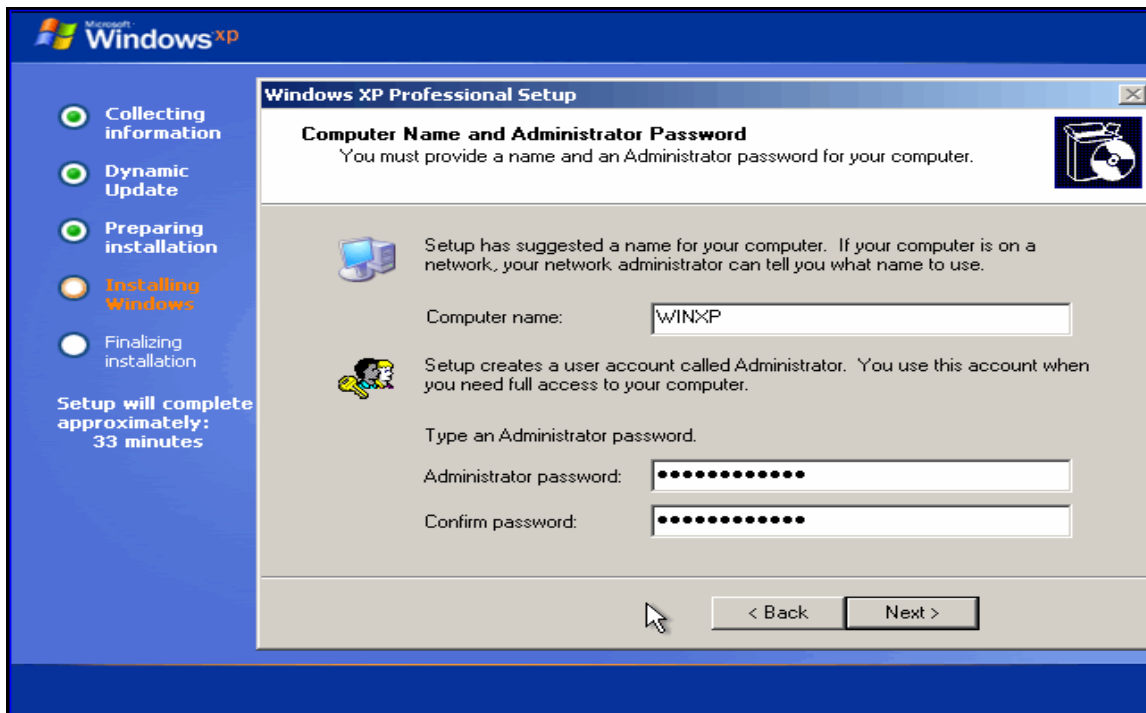 Microsoft
Windows xp
Collecting
information
Dynamic
Update
Preparing
installation
Installing
Windows
Finalizing
installation
Setup will complete
approximately:
33 minutes
Windows XP Professional Setup
Computer Name and Administrator Password
You must provide a name and an Administrator password for your computer.
Setup has suggested a name for your computer. If your computer is on a
network, your network administrator can tell you what name to use.
Computer name: WINXP
Setup creates a user account called Administrator. You use this account when
you need full access to your computer.
Type an Administrator password.
Administrator password: ●●●●●●●●●●●●
Confirm password: ●●●●●●●●●●●●
< Back Next >